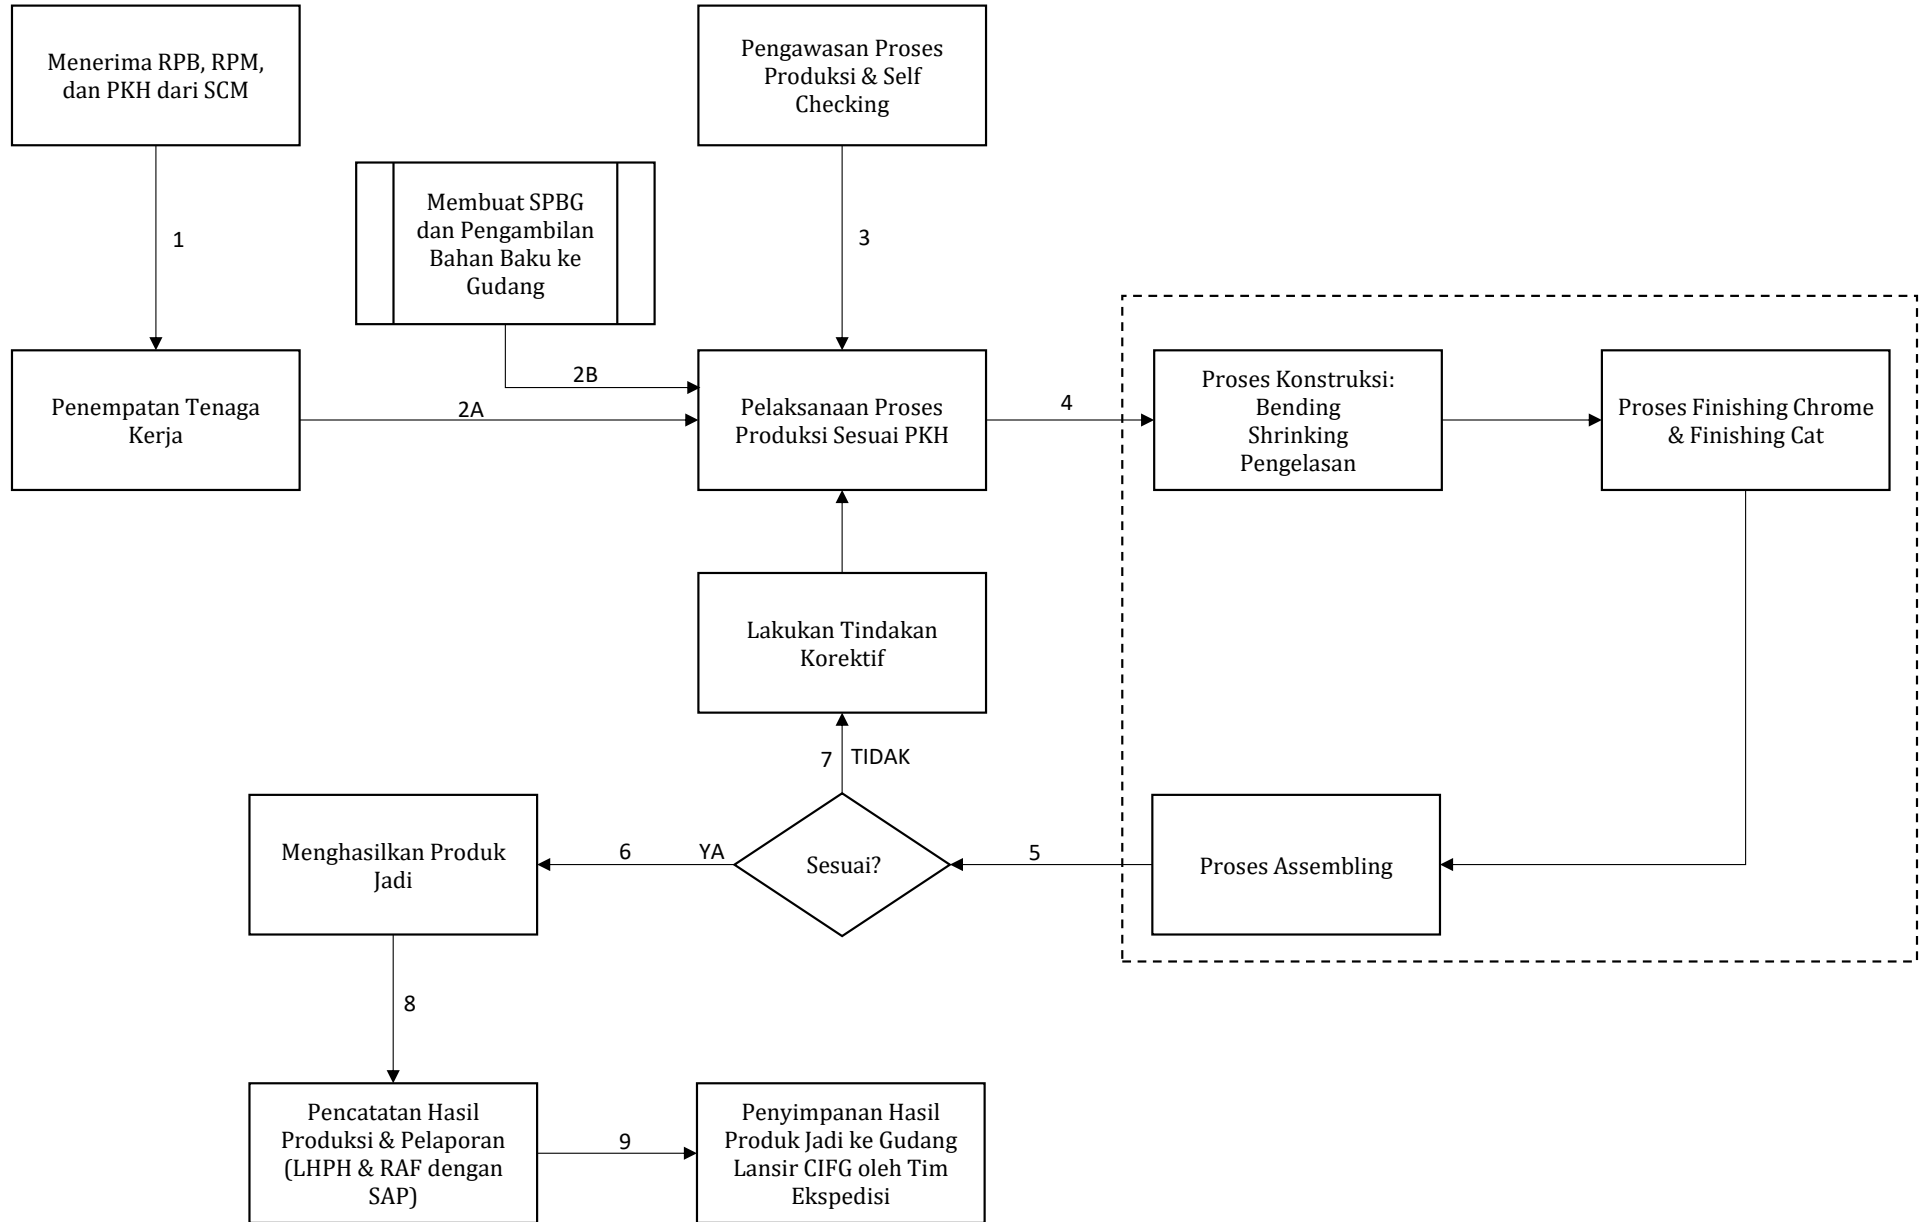 Menerima RPB, RPM,
dan PKH dari SCM
Pengawasan Proses
Produksi & Self
Checking
1
Membuat SPBG
dan Pengambilan
Bahan Baku ke
Gudang
3
Penempatan Tenaga
Kerja
2A
2B
Pelaksanaan Proses
Produksi Sesuai PKH
4
Proses Konstruksi:
Bending
Shrinking
Pengelasan
Proses Finishing Chrome
& Finishing Cat
Lakukan Tindakan
Korektif
7 TIDAK
Menghasilkan Produk
Jadi
6 YA
Sesuai?
5
Proses Assembling
8
Pencatatan Hasil
Produksi & Pelaporan
(LHPH & RAF dengan
SAP)
9
Penyimpanan Hasil
Produk Jadi ke Gudang
Lansir CIFG oleh Tim
Ekspedisi